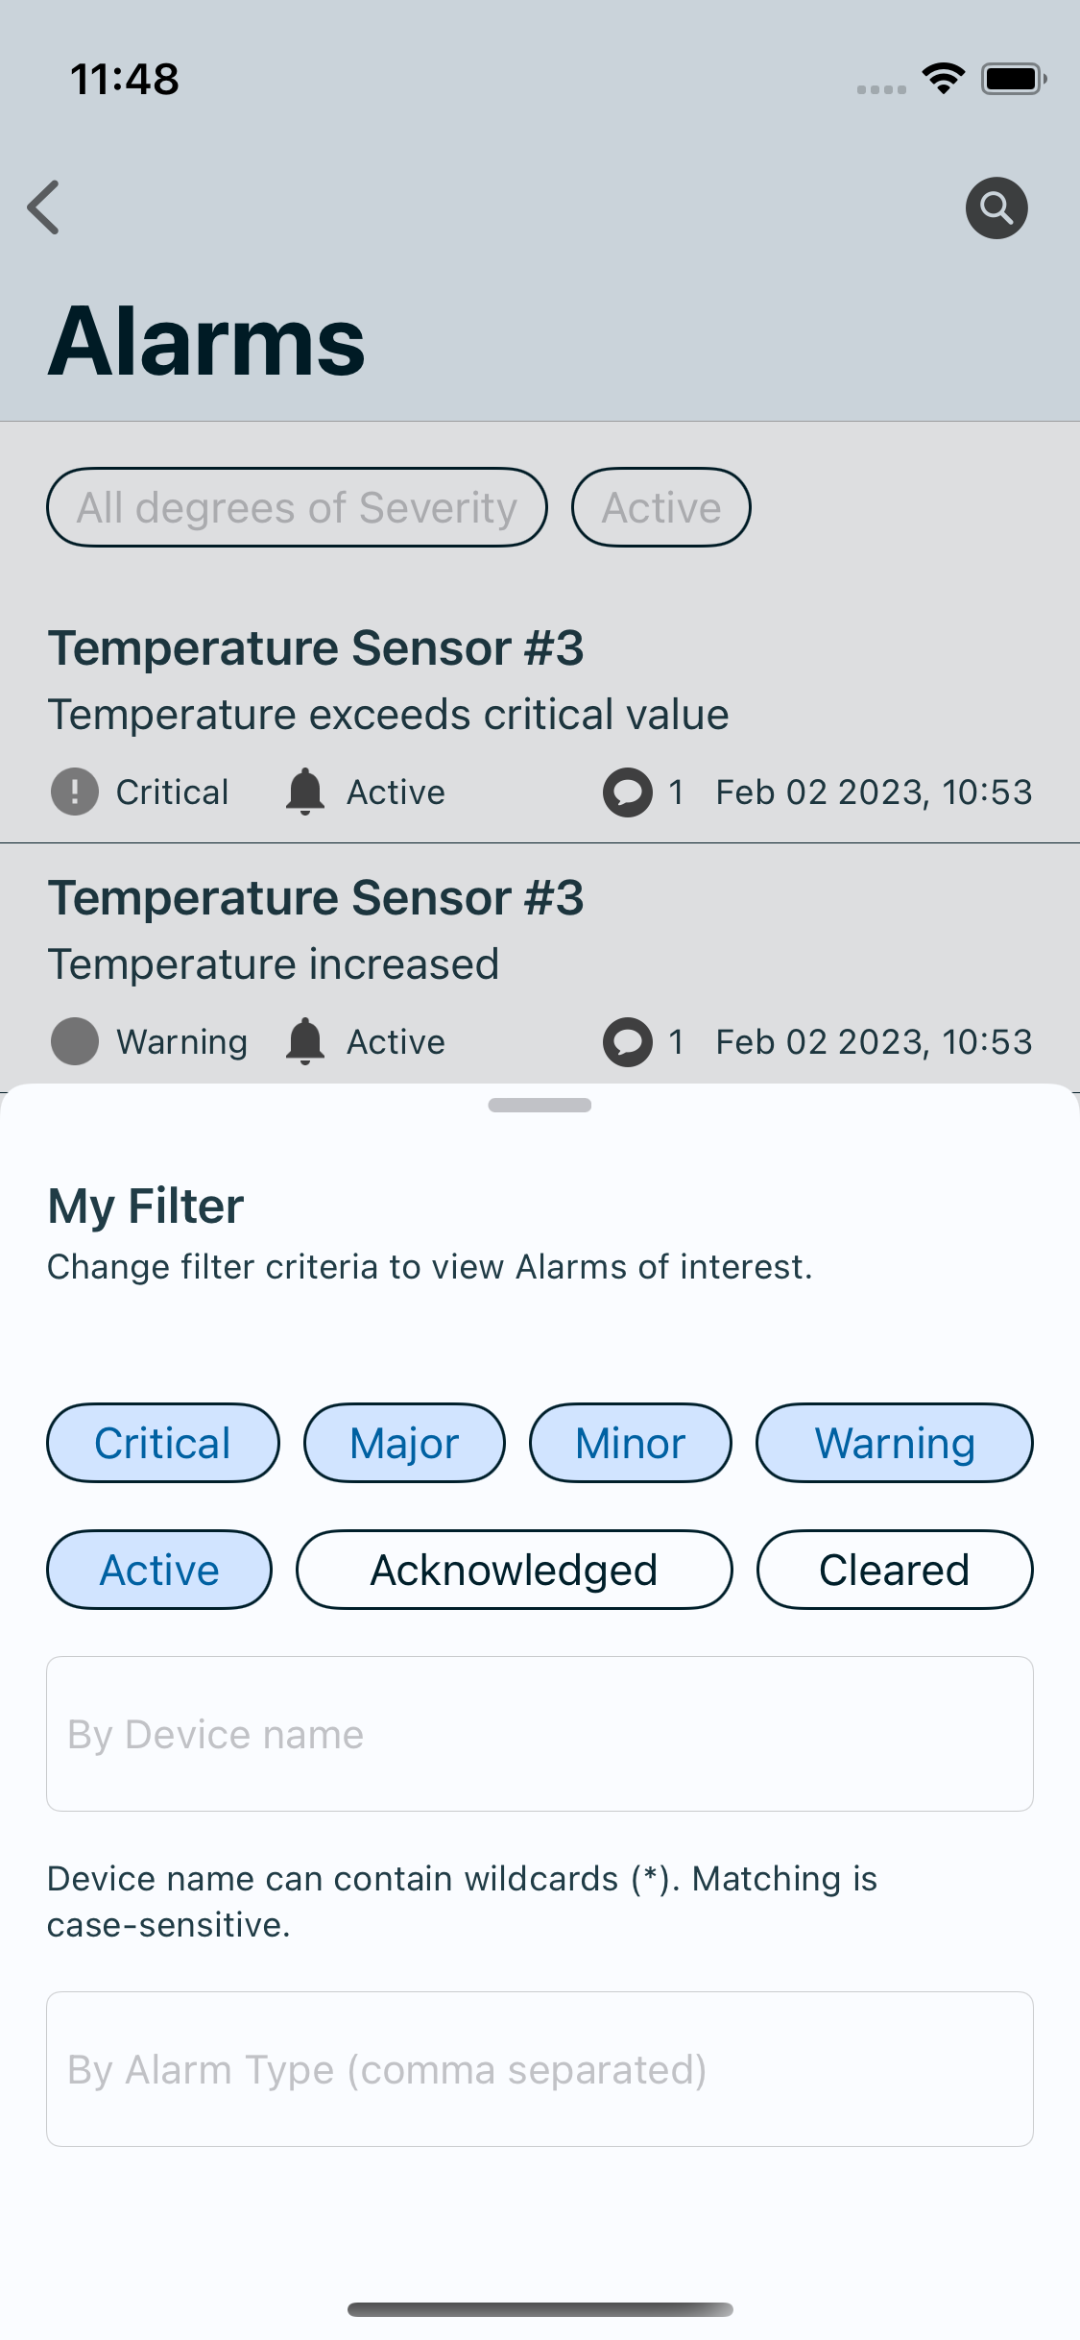 11:48
Alarms
All degrees of Severity Active
Temperature Sensor #3
Temperature exceeds critical value
! Critical Active 1 Feb 02 2023, 10:53
Temperature Sensor #3
Temperature increased
Warning Active 1 Feb 02 2023, 10:53
My Filter
Change filter criteria to view Alarms of interest.
Critical Major Minor Warning
Active Acknowledged Cleared
By Device name
Device name can contain wildcards (*). Matching is
case-sensitive.
By Alarm Type (comma separated)